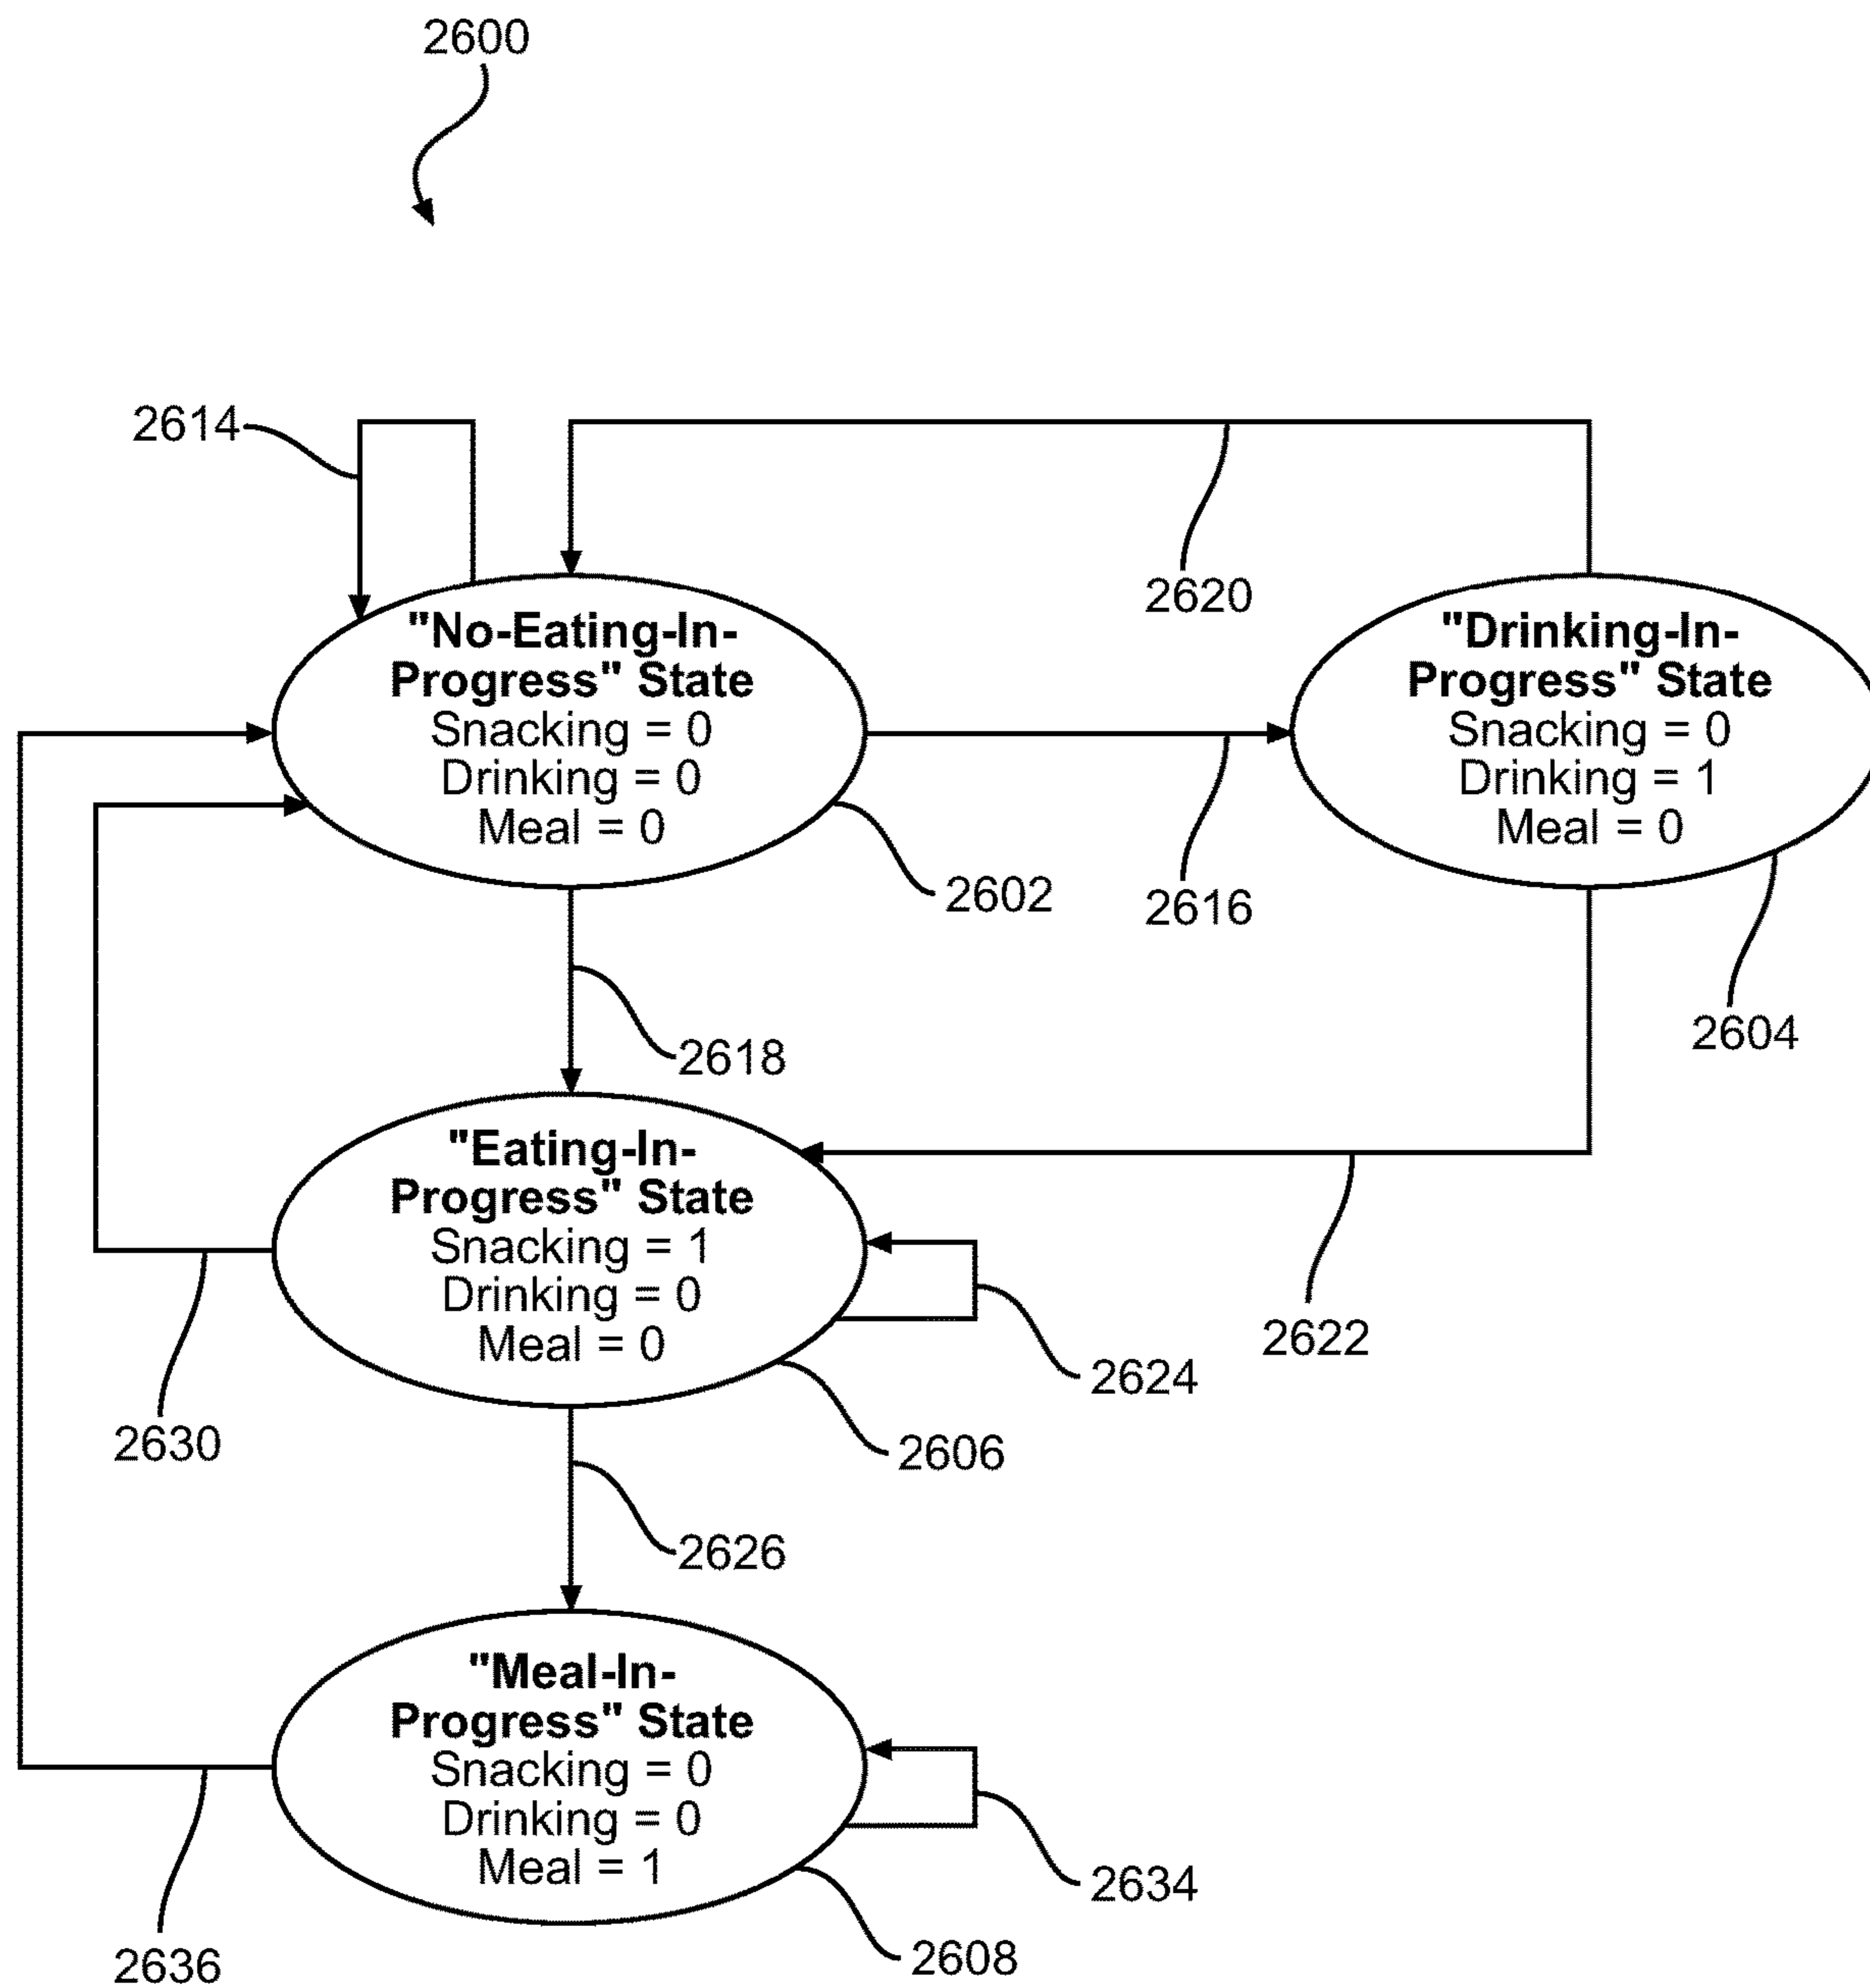 2600
2614
2620
"No-Eating-In-
Progress" State
Snacking = 0
Drinking = 0
Meal = 0
"Drinking-In-
Progress" State
Snacking = 0
Drinking = 1
Meal = 0
2602
2616
2604
2618
"Eating-In-
Progress" State
Snacking = 1
Drinking = 0
Meal = 0
2622
2624
2630
2606
2626
"Meal-In-
Progress" State
Snacking = 0
Drinking = 0
Meal = 1
2634
2636
2608